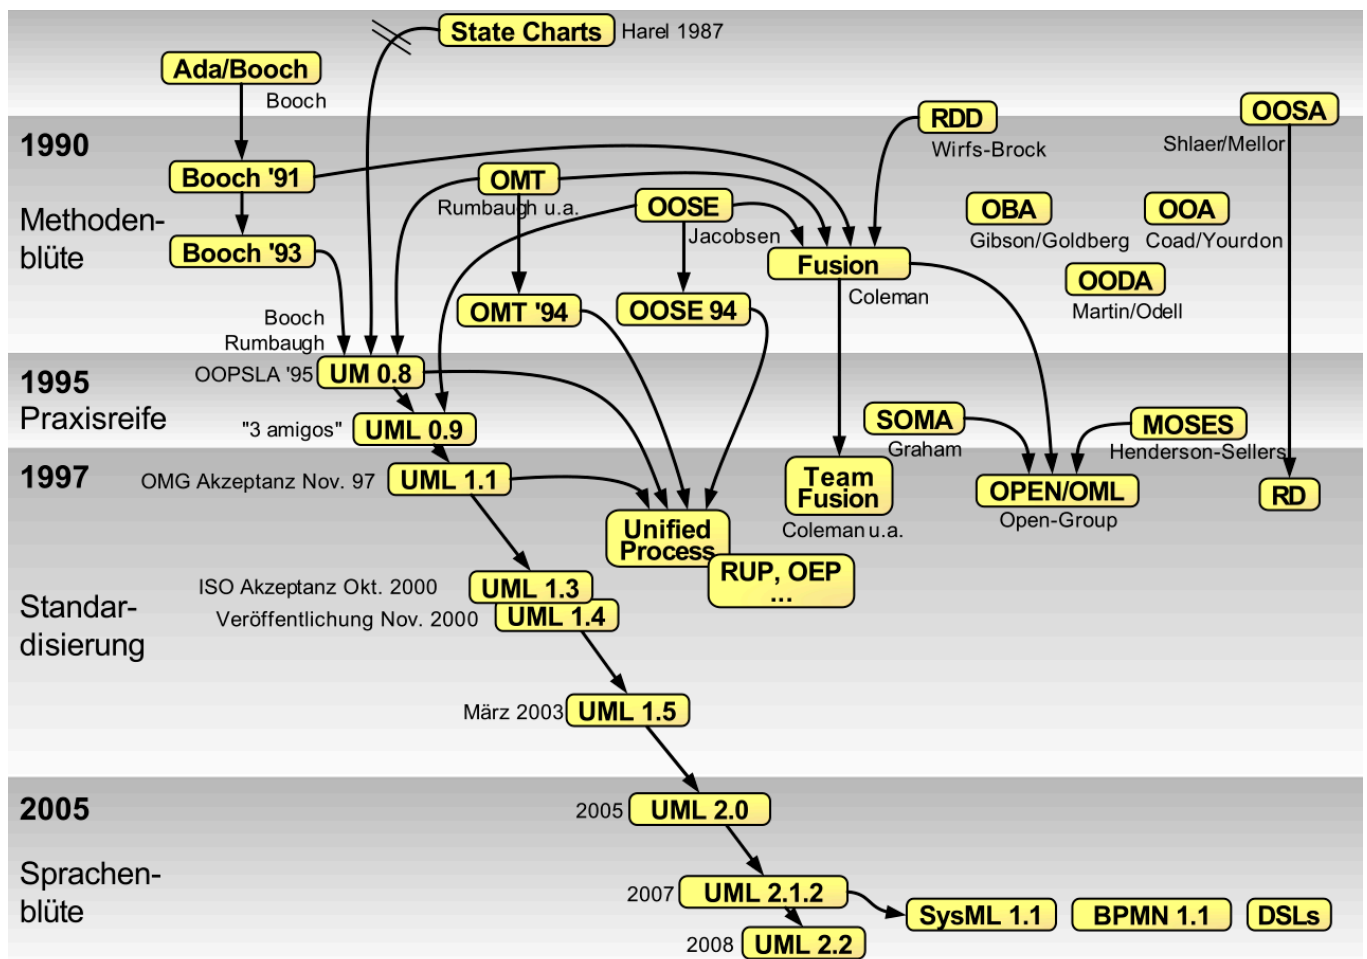 State Charts
Harel 1987
Ada/Booch
Booch
OOSA
Shlaer/Mellor
RDD
Wirfs-Brock
1990
Methoden-
blüte
Booch '91
OMT
Rumbaugh u.a.
OOSE
Jacobsen
OBA
Gibson/Goldberg
OOA
Coad/Yourdon
Booch '93
Fusion
Coleman
OODA
Martin/Odell
OMT '94
OOSE 94
Booch
Rumbaugh
OOPSLA '95
UM 0.8
1995
Praxisreife
"3 amigos"
UML 0.9
SOMA
Graham
MOSES
Henderson-Sellers
1997
OMG Akzeptanz Nov. 97
UML 1.1
Team
Fusion
Coleman u.a.
OPEN/OML
Open-Group
RD
Unified
Process
RUP, OEP
...
ISO Akzeptanz Okt. 2000
UML 1.3
Veröffentlichung Nov. 2000
UML 1.4
Standar-
disierung
März 2003
UML 1.5
2005
Sprachen-
blüte
2005
UML 2.0
2007
UML 2.1.2
SysML 1.1
BPMN 1.1
DSLs
2008
UML 2.2